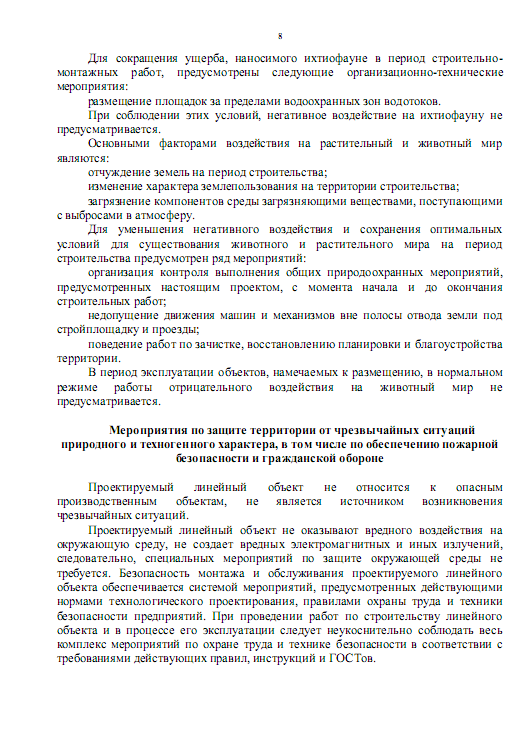 8
Для сокращения ущерба, наносимого ихтиофауне в период строительно-
монтажных работ, предусмотрены следующие организационно-технические
мероприятия:
размещение площадок за пределами водоохранных зон водотоков.
При соблюдении этих условий, негативное воздействие на ихтиофауну не
предусматривается.
Основными факторами воздействия на растительный и животный мир
являются:
отчуждение земель на период строительства;
изменение характера землепользования на территории строительства;
загрязнение компонентов среды загрязняющими веществами, поступающими
с выбросами в атмосферу.
Для уменьшения негативного воздействия и сохранения оптимальных
условий для существования животного и растительного мира на период
строительства предусмотрен ряд мероприятий:
организация контроля выполнения общих природоохранных мероприятий,
предусмотренных настоящим проектом, с момента начала и до окончания
строительных работ;
недопущение движения машин и механизмов вне полосы отвода земли под
стройплощадку и проезды;
поведение работ по зачистке, восстановлению планировки и благоустройства
территории.
В период эксплуатации объектов, намечаемых к размещению, в нормальном
режиме работы отрицательного воздействия на животный мир не
предусматривается.
Мероприятия по защите территории от чрезвычайных ситуаций
природного и техногенного характера, в том числе по обеспечению пожарной
безопасности и гражданской обороне
Проектируемый линейный объект не относится к опасным
производственным объектам, не является источником возникновения
чрезвычайных ситуаций.
Проектируемый линейный объект не оказывают вредного воздействия на
окружающую среду, не создает вредных электромагнитных и иных излучений,
следовательно, специальных мероприятий по защите окружающей среды не
требуется. Безопасность монтажа и обслуживания проектируемого линейного
объекта обеспечивается системой мероприятий, предусмотренных действующими
нормами технологического проектирования, правилами охраны труда и техники
безопасности предприятий. При проведении работ по строительству линейного
объекта и в процессе его эксплуатации следует неукоснительно соблюдать весь
комплекс мероприятий по охране труда и технике безопасности в соответствии с
требованиями действующих правил, инструкций и ГОСТов.